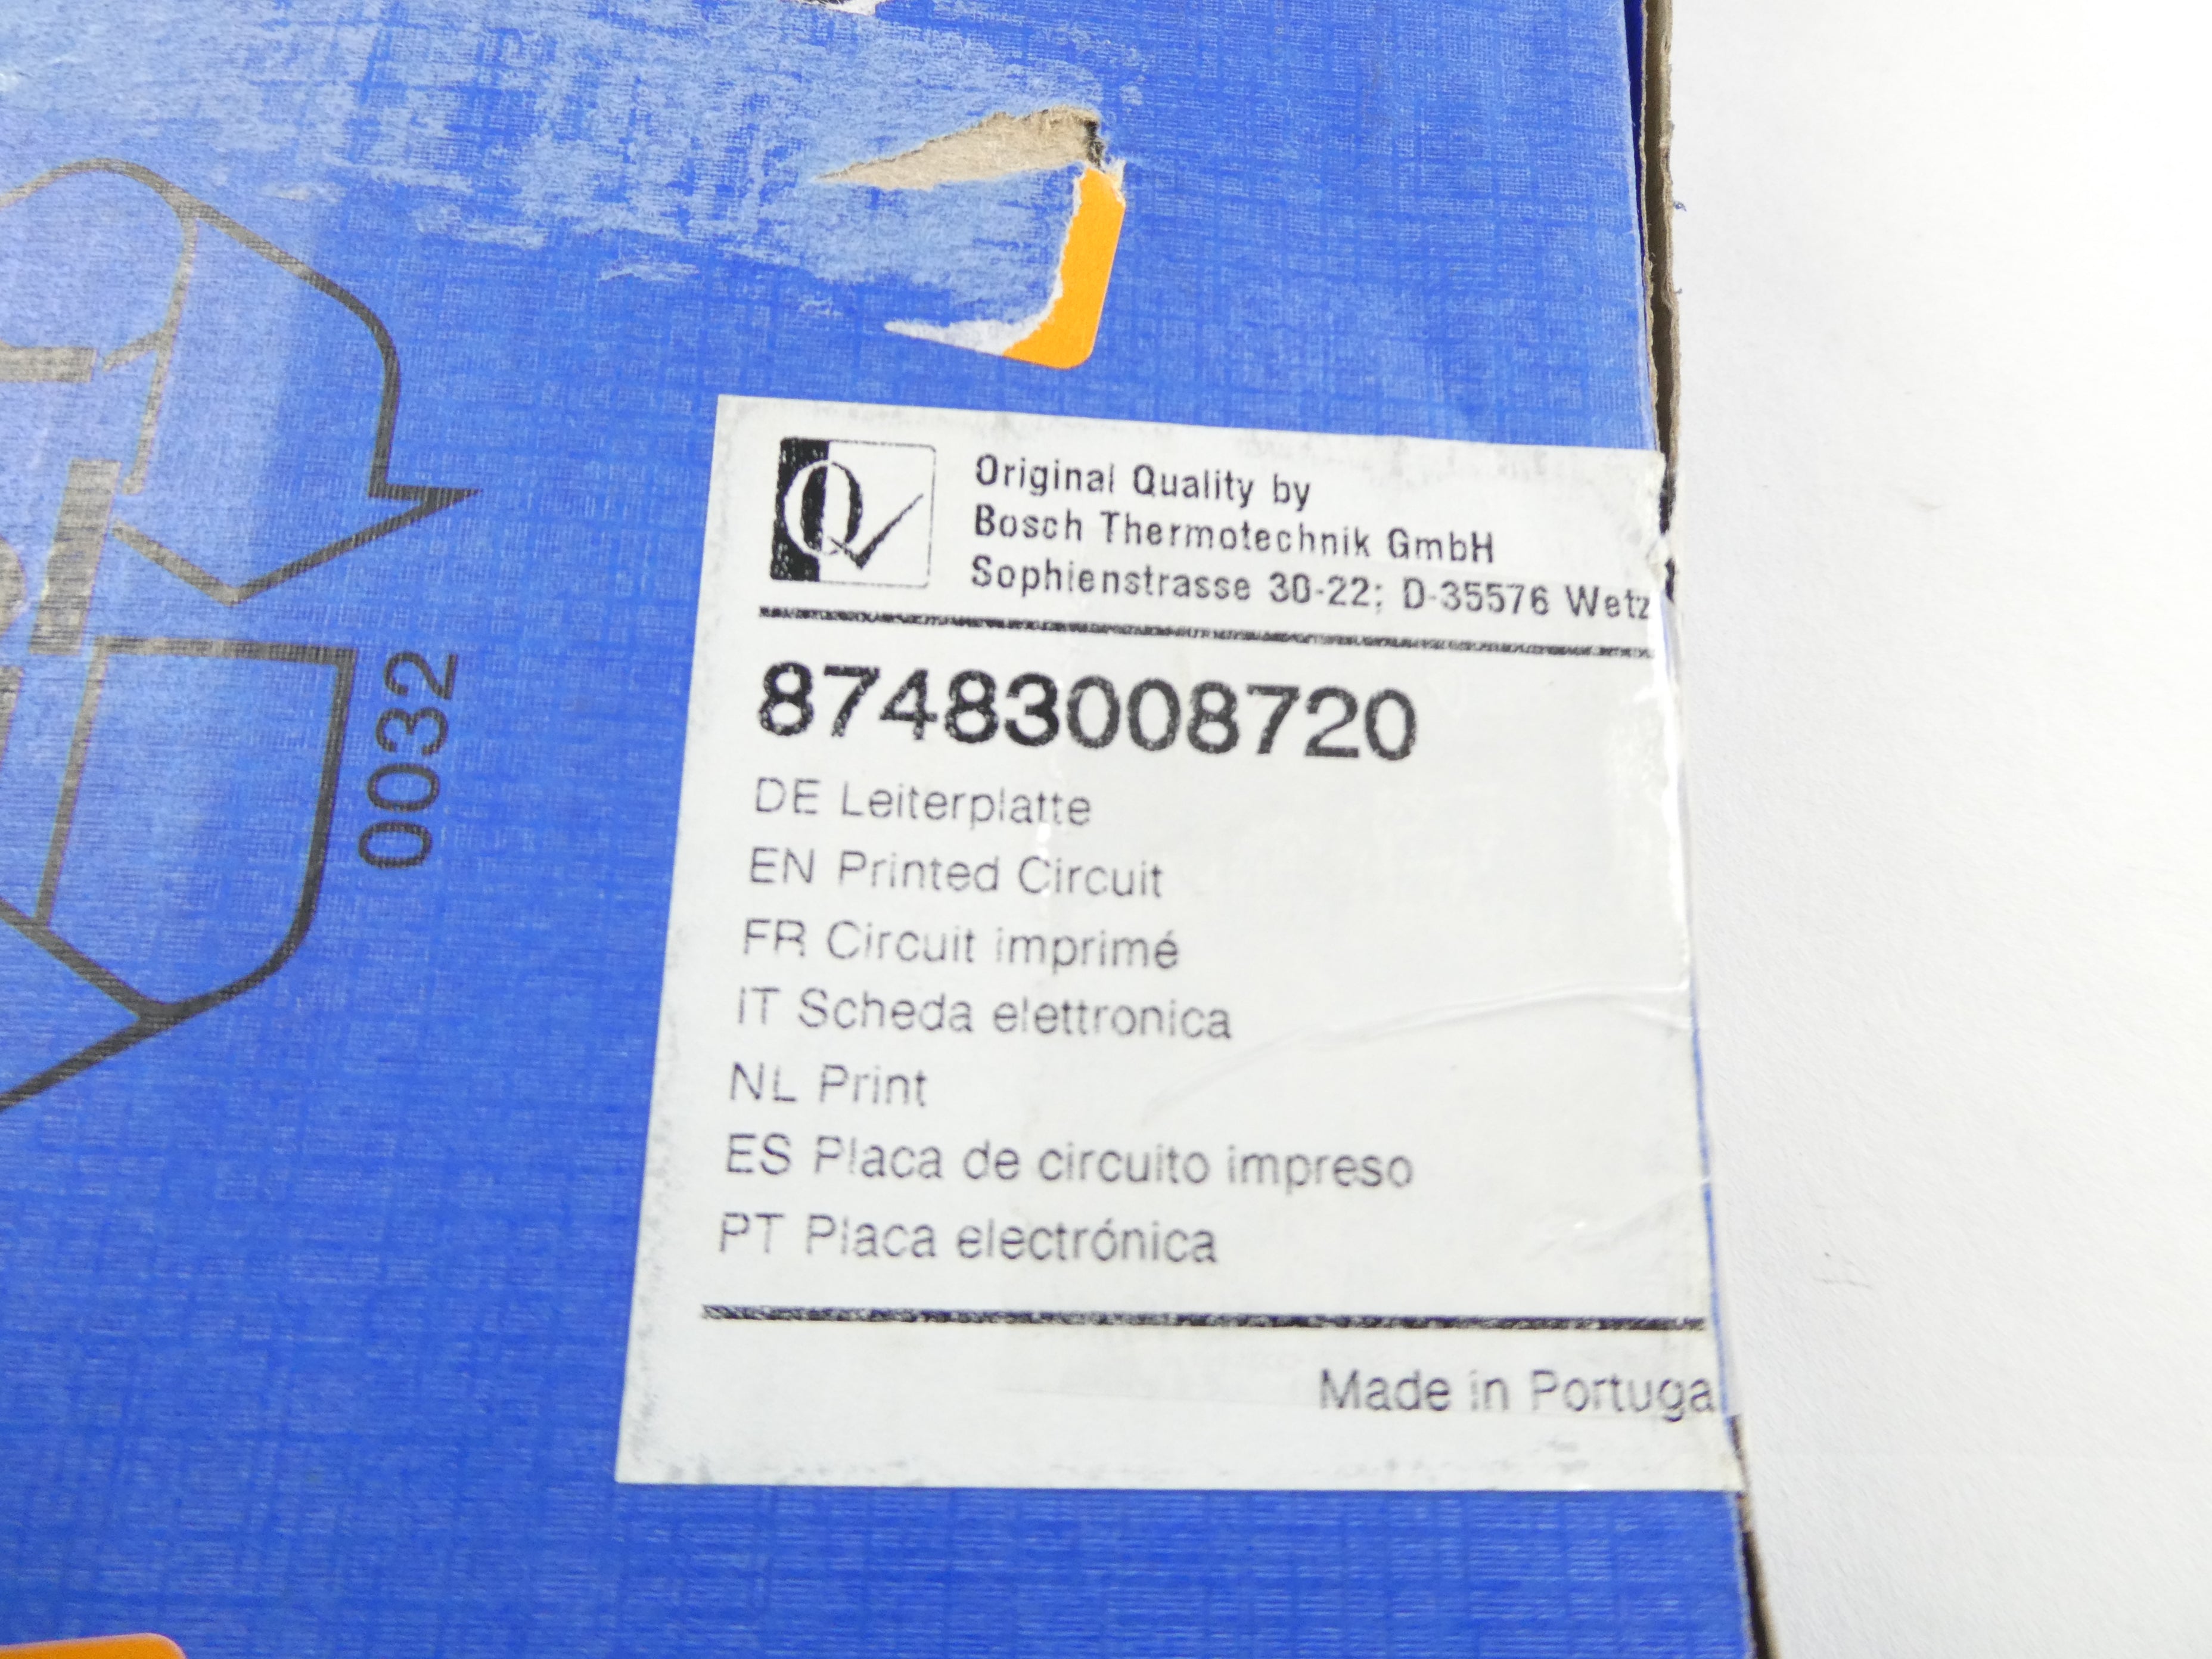 Original Quality by
Bosch Thermotechnik GmbH
Sophienstrasse 30-22; D-35576 Wetz
87483008720
DE Leiterplatte
EN Printed Circuit
FR Circuit imprimé
IT Scheda elettronica
NL Print
ES Placa de circuito impreso
PT Placa electrónica
Made in Portuga
0032